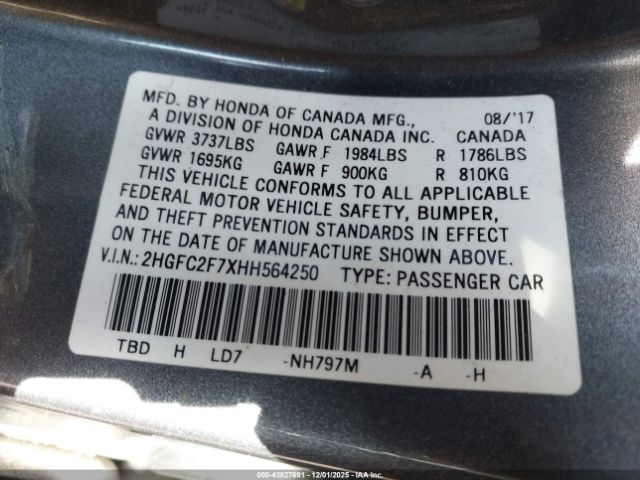 MFD. BY HONDA OF CANADA MFG., 08/'17
A DIVISION OF HONDA CANADA INC. CANADA
GVWR 3737LBS GAWR F 1984LBS R 1786LBS
GVWR 1695KG GAWR F 900KG R 810KG
THIS VEHICLE CONFORMS TO ALL APPLICABLE
FEDERAL MOTOR VEHICLE SAFETY, BUMPER,
AND THEFT PREVENTION STANDARDS IN EFFECT
ON THE DATE OF MANUFACTURE SHOWN ABOVE.
V.I.N.: 2HGFC2F7XHH564250 TYPE: PASSENGER CAR
TBD H LD7 -NH797M -A -H
000-43827691 - 12/01/2025 - IAA Inc.